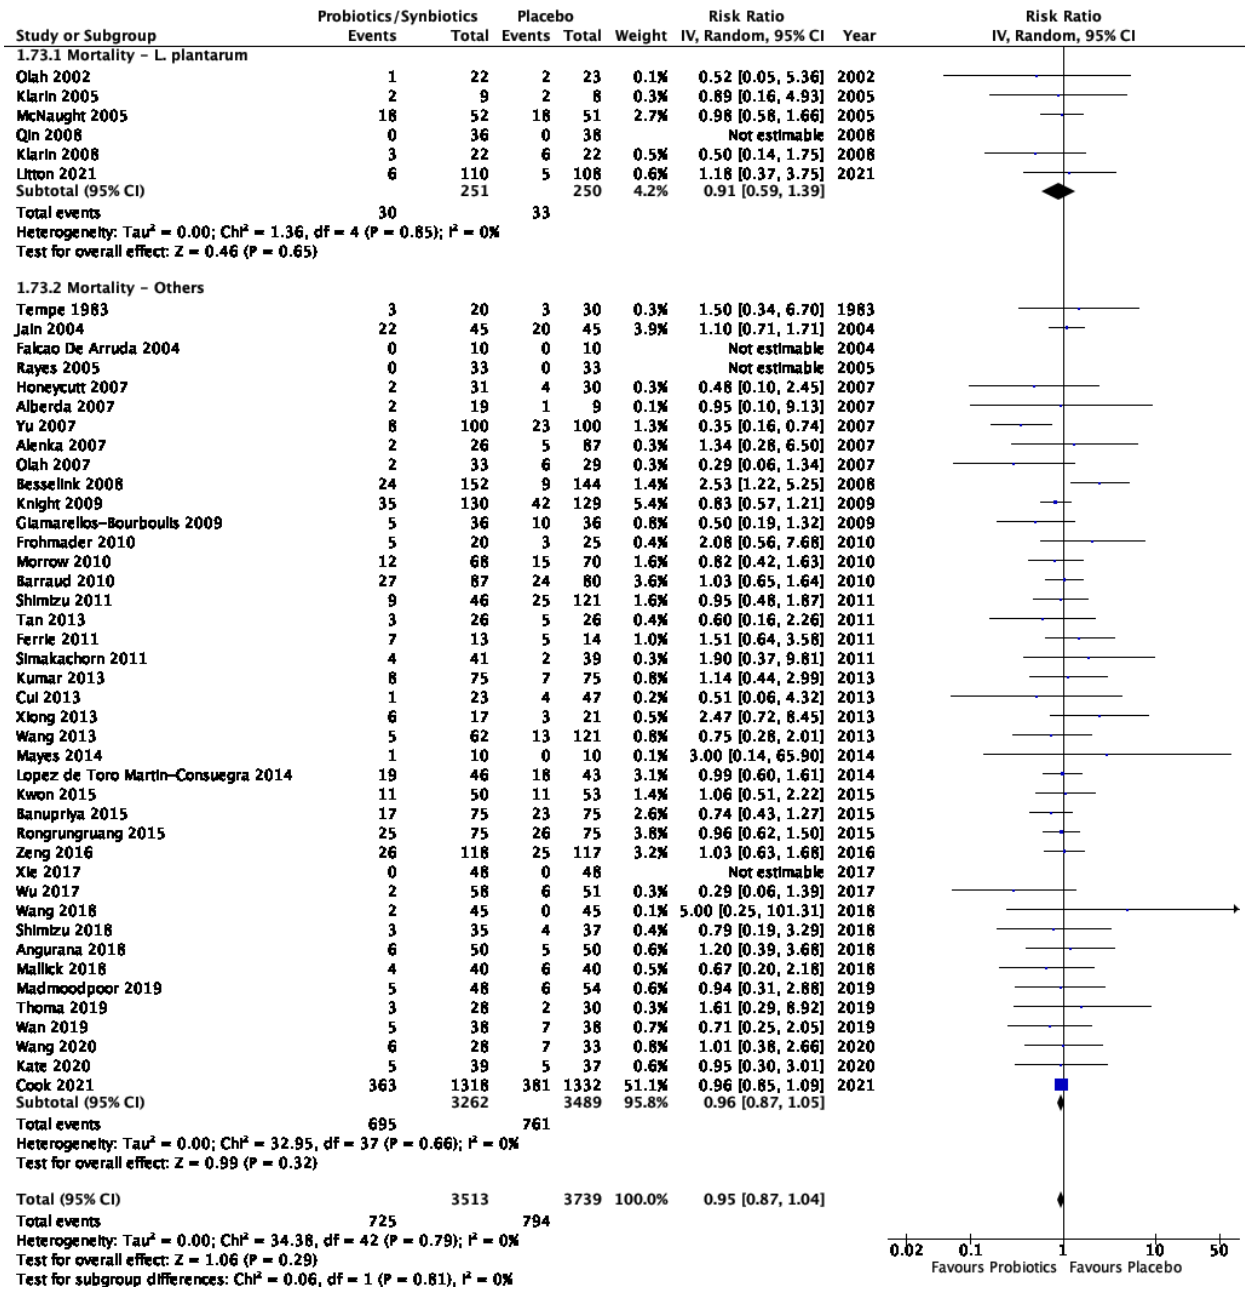 Probiotics/Synbiotics Placebo Risk Ratio Risk Ratio
Study or Subgroup Events Total Events Total Weight IV, Random, 95% CI Year IV, Random, 95% CI
1.73.1 Mortality – L. plantarum
Olah 2002 1 22 2 23 0.1% 0.52 [0.05, 5.36] 2002
Klarin 2005 2 9 2 8 0.3% 0.89 [0.16, 4.93] 2005
McNaught 2005 18 52 18 51 2.7% 0.98 [0.58, 1.66] 2005
Qin 2008 0 36 0 38 Not estimable 2008
Klarin 2008 3 22 6 22 0.5% 0.50 [0.14, 1.75] 2008
Litton 2021 6 110 5 108 0.6% 1.18 [0.37, 3.75] 2021
Subtotal (95% CI) 251 250 4.2% 0.91 [0.59, 1.39]
Total events 30 33
Heterogeneity: Tau² = 0.00; Chi² = 1.36, df = 4 (P = 0.85); I² = 0%
Test for overall effect: Z = 0.46 (P = 0.65)
1.73.2 Mortality – Others
Tempe 1983 3 20 3 30 0.3% 1.50 [0.34, 6.70] 1983
Jain 2004 22 45 20 45 3.9% 1.10 [0.71, 1.71] 2004
Falcao De Arruda 2004 0 10 0 10 Not estimable 2004
Rayes 2005 0 33 0 33 Not estimable 2005
Honeycutt 2007 2 31 4 30 0.3% 0.48 [0.10, 2.45] 2007
Alberda 2007 2 19 1 9 0.1% 0.95 [0.10, 9.13] 2007
Yu 2007 8 100 23 100 1.3% 0.35 [0.16, 0.74] 2007
Alenka 2007 2 26 5 87 0.3% 1.34 [0.28, 6.50] 2007
Olah 2007 2 33 6 29 0.3% 0.29 [0.06, 1.34] 2007
Besselink 2008 24 152 9 144 1.4% 2.53 [1.22, 5.25] 2008
Knight 2009 35 130 42 129 5.4% 0.83 [0.57, 1.21] 2009
Giamarellos–Bourboulis 2009 5 36 10 36 0.8% 0.50 [0.19, 1.32] 2009
Frohmader 2010 5 20 3 25 0.4% 2.08 [0.56, 7.68] 2010
Morrow 2010 12 68 15 70 1.6% 0.82 [0.42, 1.63] 2010
Barraud 2010 27 87 24 80 3.6% 1.03 [0.65, 1.64] 2010
Shimizu 2011 9 46 25 121 1.6% 0.95 [0.48, 1.87] 2011
Tan 2013 3 26 5 26 0.4% 0.60 [0.16, 2.26] 2011
Ferrie 2011 7 13 5 14 1.0% 1.51 [0.64, 3.58] 2011
Simakachorn 2011 4 41 2 39 0.3% 1.90 [0.37, 9.81] 2011
Kumar 2013 8 75 7 75 0.8% 1.14 [0.44, 2.99] 2013
Cui 2013 1 23 4 47 0.2% 0.51 [0.06, 4.32] 2013
Xiong 2013 6 17 3 21 0.5% 2.47 [0.72, 8.45] 2013
Wang 2013 5 62 13 121 0.8% 0.75 [0.28, 2.01] 2013
Mayes 2014 1 10 0 10 0.1% 3.00 [0.14, 65.90] 2014
Lopez de Toro Martin–Consuegra 2014 19 46 18 43 3.1% 0.99 [0.60, 1.61] 2014
Kwon 2015 11 50 11 53 1.4% 1.06 [0.51, 2.22] 2015
Banupriya 2015 17 75 23 75 2.6% 0.74 [0.43, 1.27] 2015
Rongrungruang 2015 25 75 26 75 3.8% 0.96 [0.62, 1.50] 2015
Zeng 2016 26 118 25 117 3.2% 1.03 [0.63, 1.68] 2016
Xie 2017 0 48 0 48 Not estimable 2017
Wu 2017 2 58 6 51 0.3% 0.29 [0.06, 1.39] 2017
Wang 2018 2 45 0 45 0.1% 5.00 [0.25, 101.31] 2018
Shimizu 2018 3 35 4 37 0.4% 0.79 [0.19, 3.29] 2018
Angurana 2018 6 50 5 50 0.6% 1.20 [0.39, 3.68] 2018
Mallick 2018 4 40 6 40 0.5% 0.67 [0.20, 2.18] 2018
Madmoodpoor 2019 5 48 6 54 0.6% 0.94 [0.31, 2.88] 2019
Thoma 2019 3 28 2 30 0.3% 1.61 [0.29, 8.92] 2019
Wan 2019 5 38 7 38 0.7% 0.71 [0.25, 2.05] 2019
Wang 2020 6 28 7 33 0.8% 1.01 [0.38, 2.66] 2020
Kate 2020 5 39 5 37 0.6% 0.95 [0.30, 3.01] 2020
Cook 2021 363 1318 381 1332 51.1% 0.96 [0.85, 1.09] 2021
Subtotal (95% CI) 3262 3489 95.8% 0.96 [0.87, 1.05]
Total events 695 761
Heterogeneity: Tau² = 0.00; Chi² = 32.95, df = 37 (P = 0.66); I² = 0%
Test for overall effect: Z = 0.99 (P = 0.32)
Total (95% CI) 3513 3739 100.0% 0.95 [0.87, 1.04]
Total events 725 794
Heterogeneity: Tau² = 0.00; Chi² = 34.38, df = 42 (P = 0.79); I² = 0%
Test for overall effect: Z = 1.06 (P = 0.29)
Test for subgroup differences: Chi² = 0.06, df = 1 (P = 0.81), I² = 0%
0.02 0.1 1 10 50
Favours Probiotics Favours Placebo